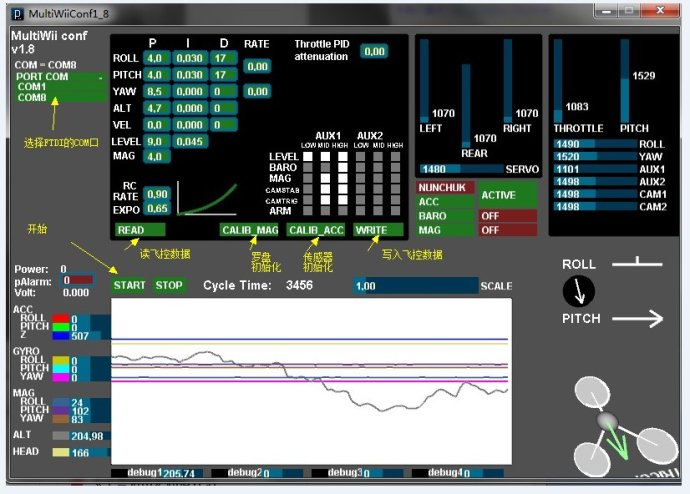 MultiWiiConf1_8
MultiWii conf
v1.8
COM = COM8
PORT COM -
COM1
COM8
选择FTDI的COM口
P I D RATE
ROLL 4,0 0,030 17 0,00
PITCH 4,0 0,030 17
YAW 8,5 0,000 0 0,00
ALT 4,7 0,000 0
VEL 0,0 0,000 0
LEVEL 9,0 0,045
MAG 4,0
Throttle PID
attenuation 0,00
AUX1 AUX2
LOW MID HIGH LOW MID HIGH
LEVEL
BARO
MAG
CAMSTAB
CAMTRIG
ARM
RC
RATE 0,90
EXPO 0,65
READ CALIB_MAG CALIB_ACC WRITE
1070
LEFT
1070
REAR
1070
RIGHT
1480 SERVO
1083
THROTTLE
1529
PITCH
1490 ROLL
1520 YAW
1101 AUX1
1498 AUX2
1498 CAM1
1498 CAM2
NUNCHUK
ACC ACTIVE
BARO OFF
MAG OFF
开始
读飞控数据
罗盘
初始化
传感器
初始化
写入飞控数据
Power: 0
pAlarm: 0
Volt: 0.000
START STOP Cycle Time: 3456 1,00 SCALE
ROLL
PITCH
ACC
ROLL 0
PITCH 0
Z 507
GYRO
ROLL 0
PITCH 0
YAW 0
MAG
ROLL 24
PITCH 102
YAW 83
ALT 204,98
HEAD 166
debug1 205.74 debug2 0 debug3 0 debug4 0